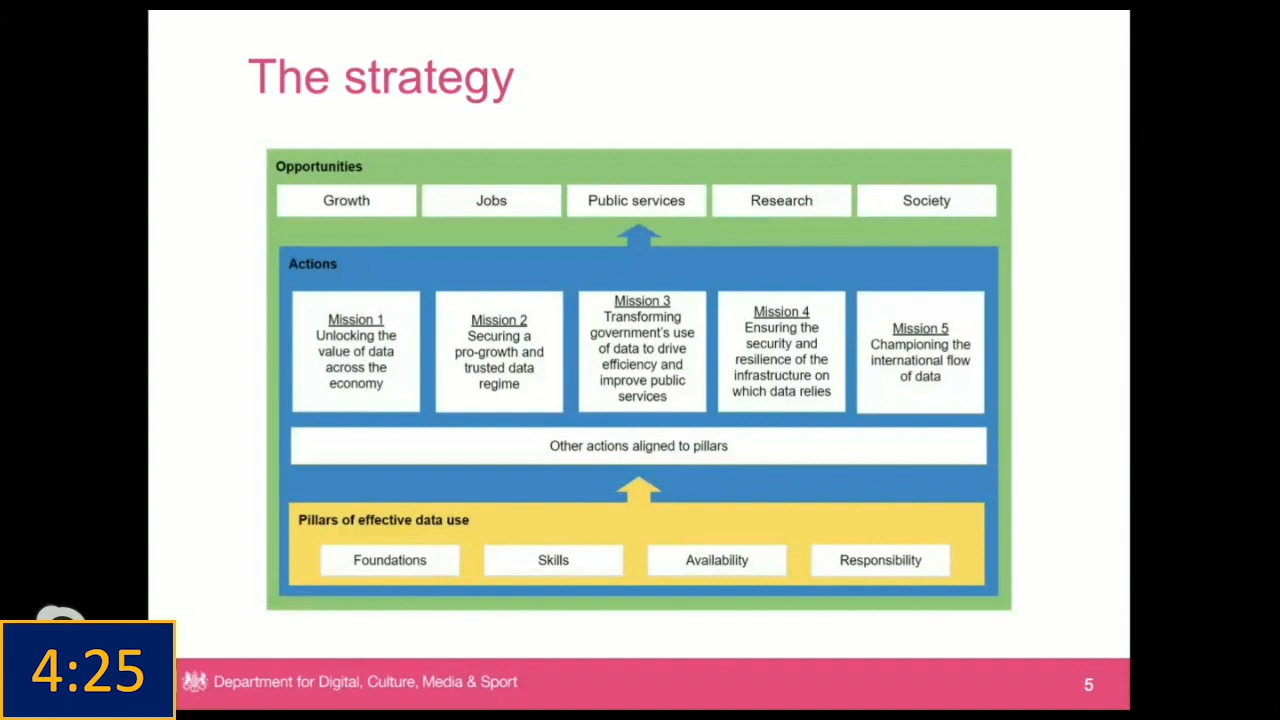 The strategy
Opportunities
Growth
Jobs
Public services
Research
Society
Actions
Mission 1
Unlocking the
value of data
across the
economy
Mission 2
Securing a
pro-growth and
trusted data
regime
Mission 3
Transforming
government's use
of data to drive
efficiency and
improve public
services
Mission 4
Ensuring the
security and
resilience of the
infrastructure on
which data relies
Mission 5
Championing the
international flow
of data
Other actions aligned to pillars
Pillars of effective data use
Foundations
Skills
Availability
Responsibility
4:25
Department for Digital, Culture, Media & Sport
5